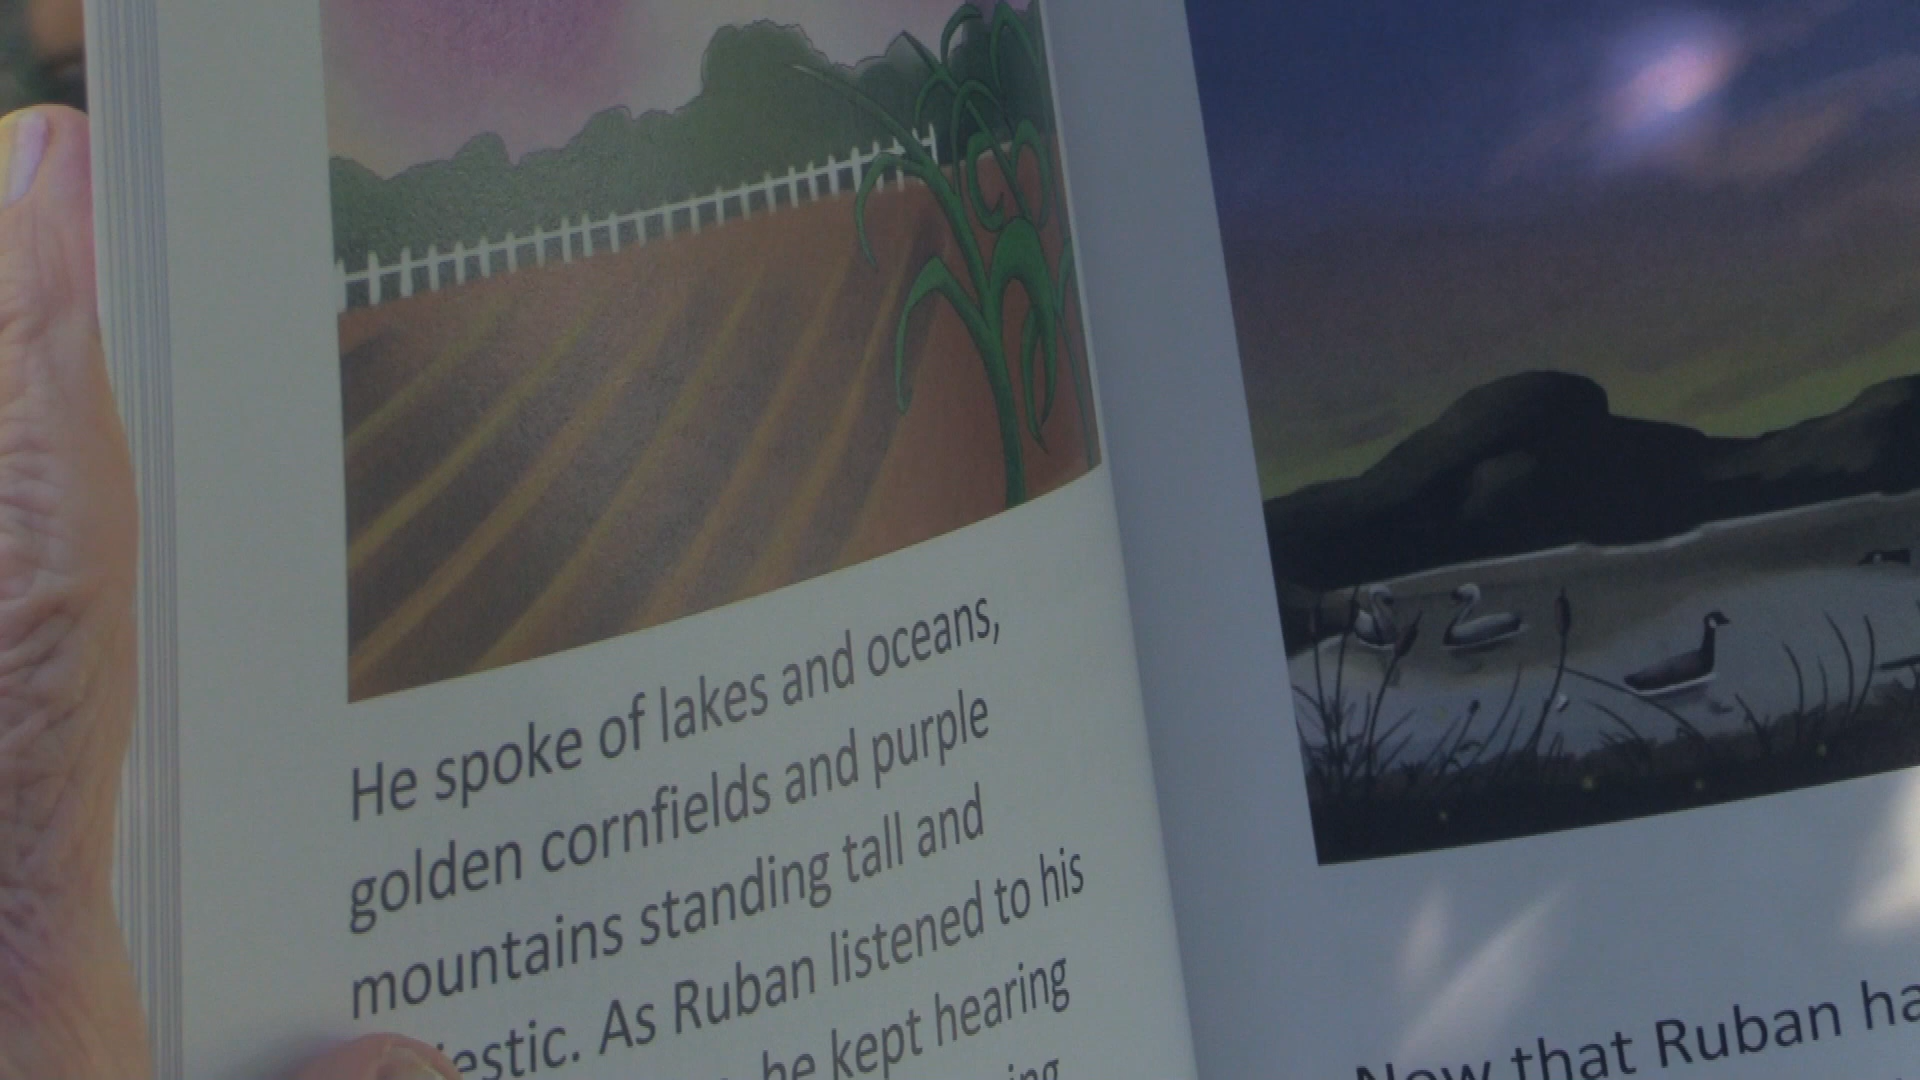 He spoke of lakes and oceans,
golden cornfields and purple
mountains standing tall and
estic. As Ruban listened to his
he kept hearing
ing
Now that Ruban ha